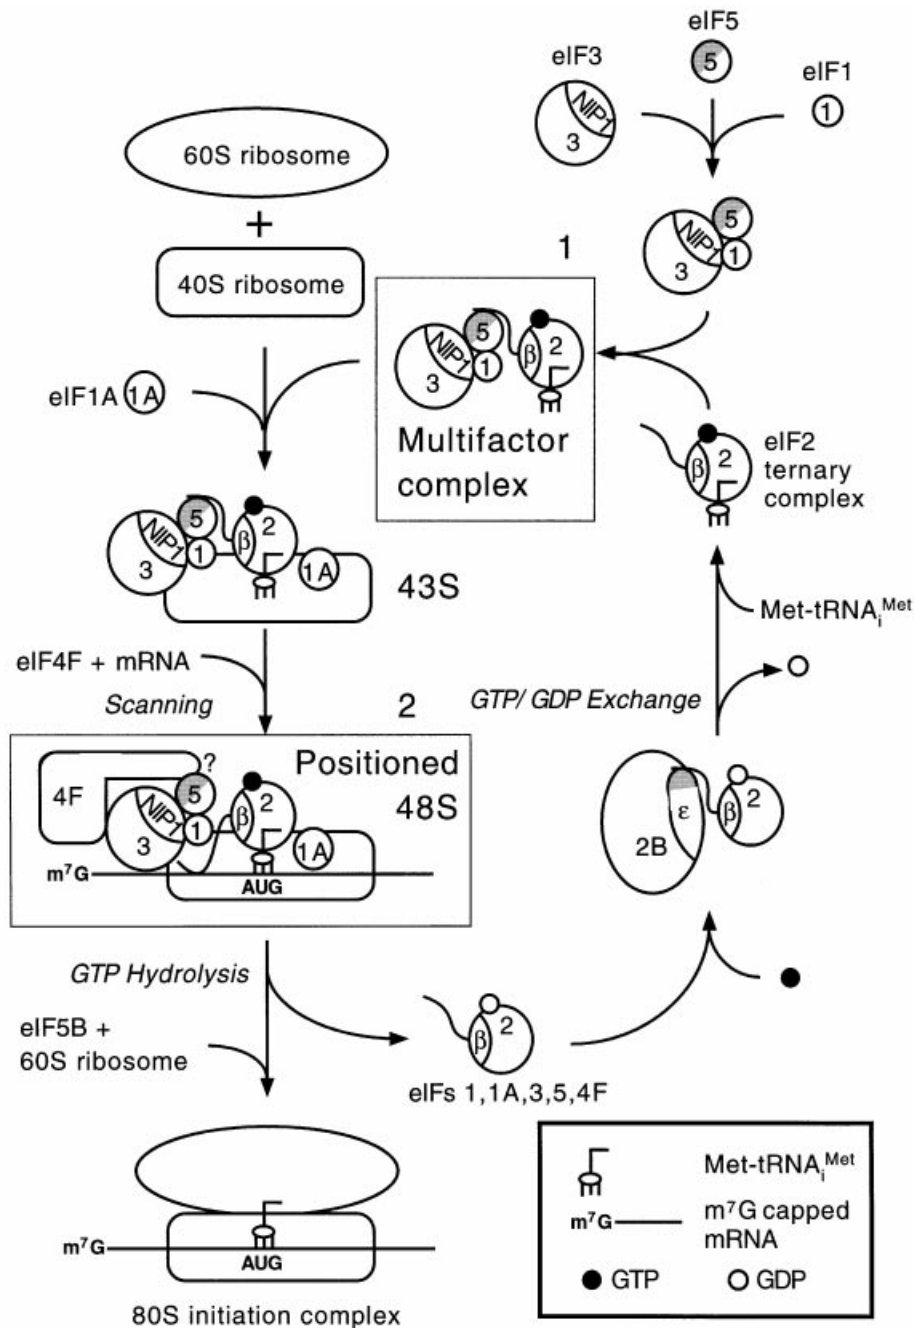 eIF5
eIF3
eIF1
5
1
NIP1
3
60S ribosome
+
40S ribosome
5
NIP1
1
3
1
5
2
β
NIP1
1
3
Multifactor
complex
eIF1A 1A
2
β
eIF2
ternary
complex
5
2
β
NIP1
1
1A
3
43S
Met-tRNAiMet
eIF4F + mRNA
Scanning
GTP/ GDP Exchange
2
Positioned
48S
?
4F
5
2
β
NIP1
1
1A
3
m7G
AUG
2B
ε
β
2
GTP Hydrolysis
eIF5B +
60S ribosome
β
2
eIFs 1,1A,3,5,4F
m7G
AUG
80S initiation complex
Met-tRNAiMet
m7G
m7G capped
mRNA
GTP
GDP